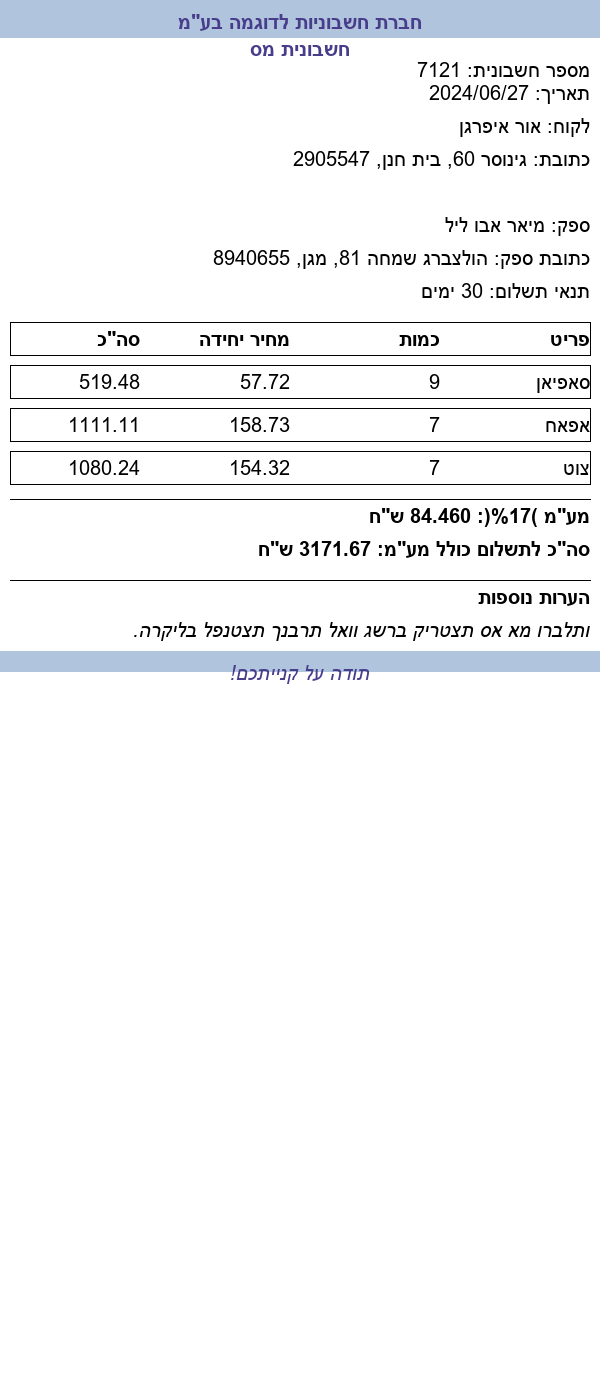 חברת חשבוניות לדוגמה בע"מ
חשבונית מס
מספר חשבונית: 7121
תאריך: 2024/06/27
לקוח: אור איפרגן
כתובת: גינוסר 60, בית חנן, 2905547
ספק: מיאר אבו ליל
כתובת ספק: הולצברג שמחה 81, מגן, 8940655
תנאי תשלום: 30 ימים
פריט כמות מחיר יחידה סה"כ
סאפיאן 9 57.72 519.48
אפאח 7 158.73 1111.11
צוט 7 154.32 1080.24
מע"מ )17%(: 84.460 ש"ח
סה"כ לתשלום כולל מע"מ: 3171.67 ש"ח
הערות נוספות
ותלברו מא אס תצטריק ברשג וואל תרבנך תצטנפל בליקרה.
תודה על קנייתכם!